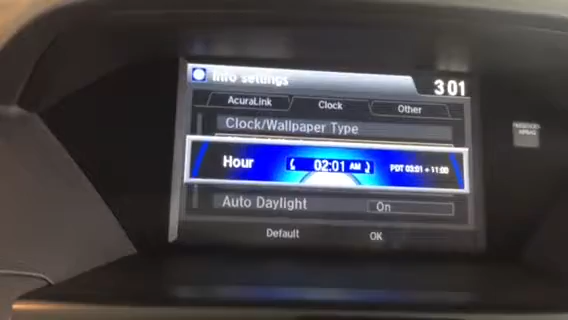 Info settings
3 01
AcuraLink Clock Other
Clock/Wallpaper Type
Hour 02:01 AM PDT 03:01 + 11:00
Auto Daylight On
Default OK